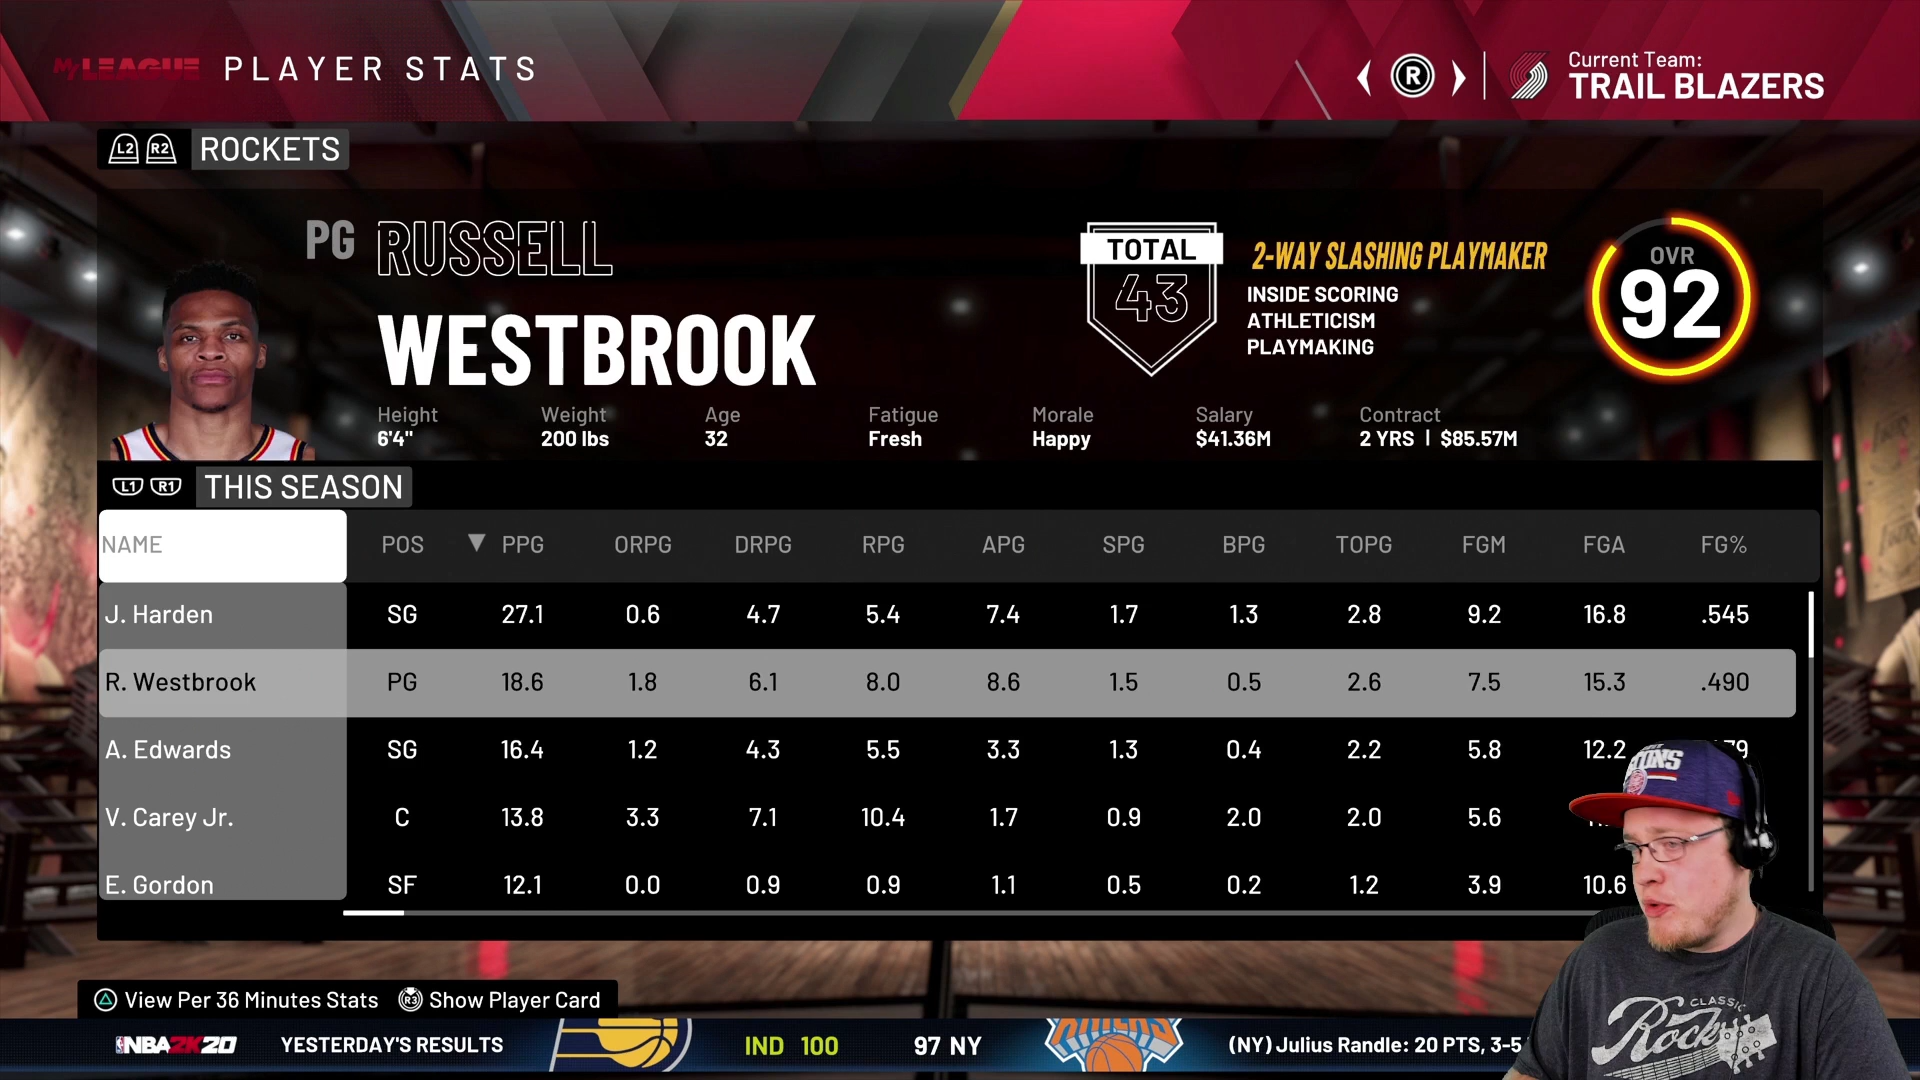 MyLEAGUE PLAYER STATS
R
Current Team:
TRAIL BLAZERS
L2 R2 ROCKETS
PG RUSSELL
WESTBROOK
TOTAL
43
2-WAY SLASHING PLAYMAKER
INSIDE SCORING
ATHLETICISM
PLAYMAKING
OVR
92
Height Weight Age Fatigue Morale Salary Contract
6'4" 200 lbs 32 Fresh Happy $41.36M 2 YRS | $85.57M
L1 R1 THIS SEASON
NAME POS ▼ PPG ORPG DRPG RPG APG SPG BPG TOPG FGM FGA FG%
J. Harden SG 27.1 0.6 4.7 5.4 7.4 1.7 1.3 2.8 9.2 16.8 .545
R. Westbrook PG 18.6 1.8 6.1 8.0 8.6 1.5 0.5 2.6 7.5 15.3 .490
A. Edwards SG 16.4 1.2 4.3 5.5 3.3 1.3 0.4 2.2 5.8 12.2
V. Carey Jr. C 13.8 3.3 7.1 10.4 1.7 0.9 2.0 2.0 5.6
E. Gordon SF 12.1 0.0 0.9 0.9 1.1 0.5 0.2 1.2 3.9 10.6
View Per 36 Minutes Stats R3 Show Player Card
CLASSIC
Rock
NBA2K20 YESTERDAY'S RESULTS IND 100 97 NY (NY) Julius Randle: 20 PTS, 3-5